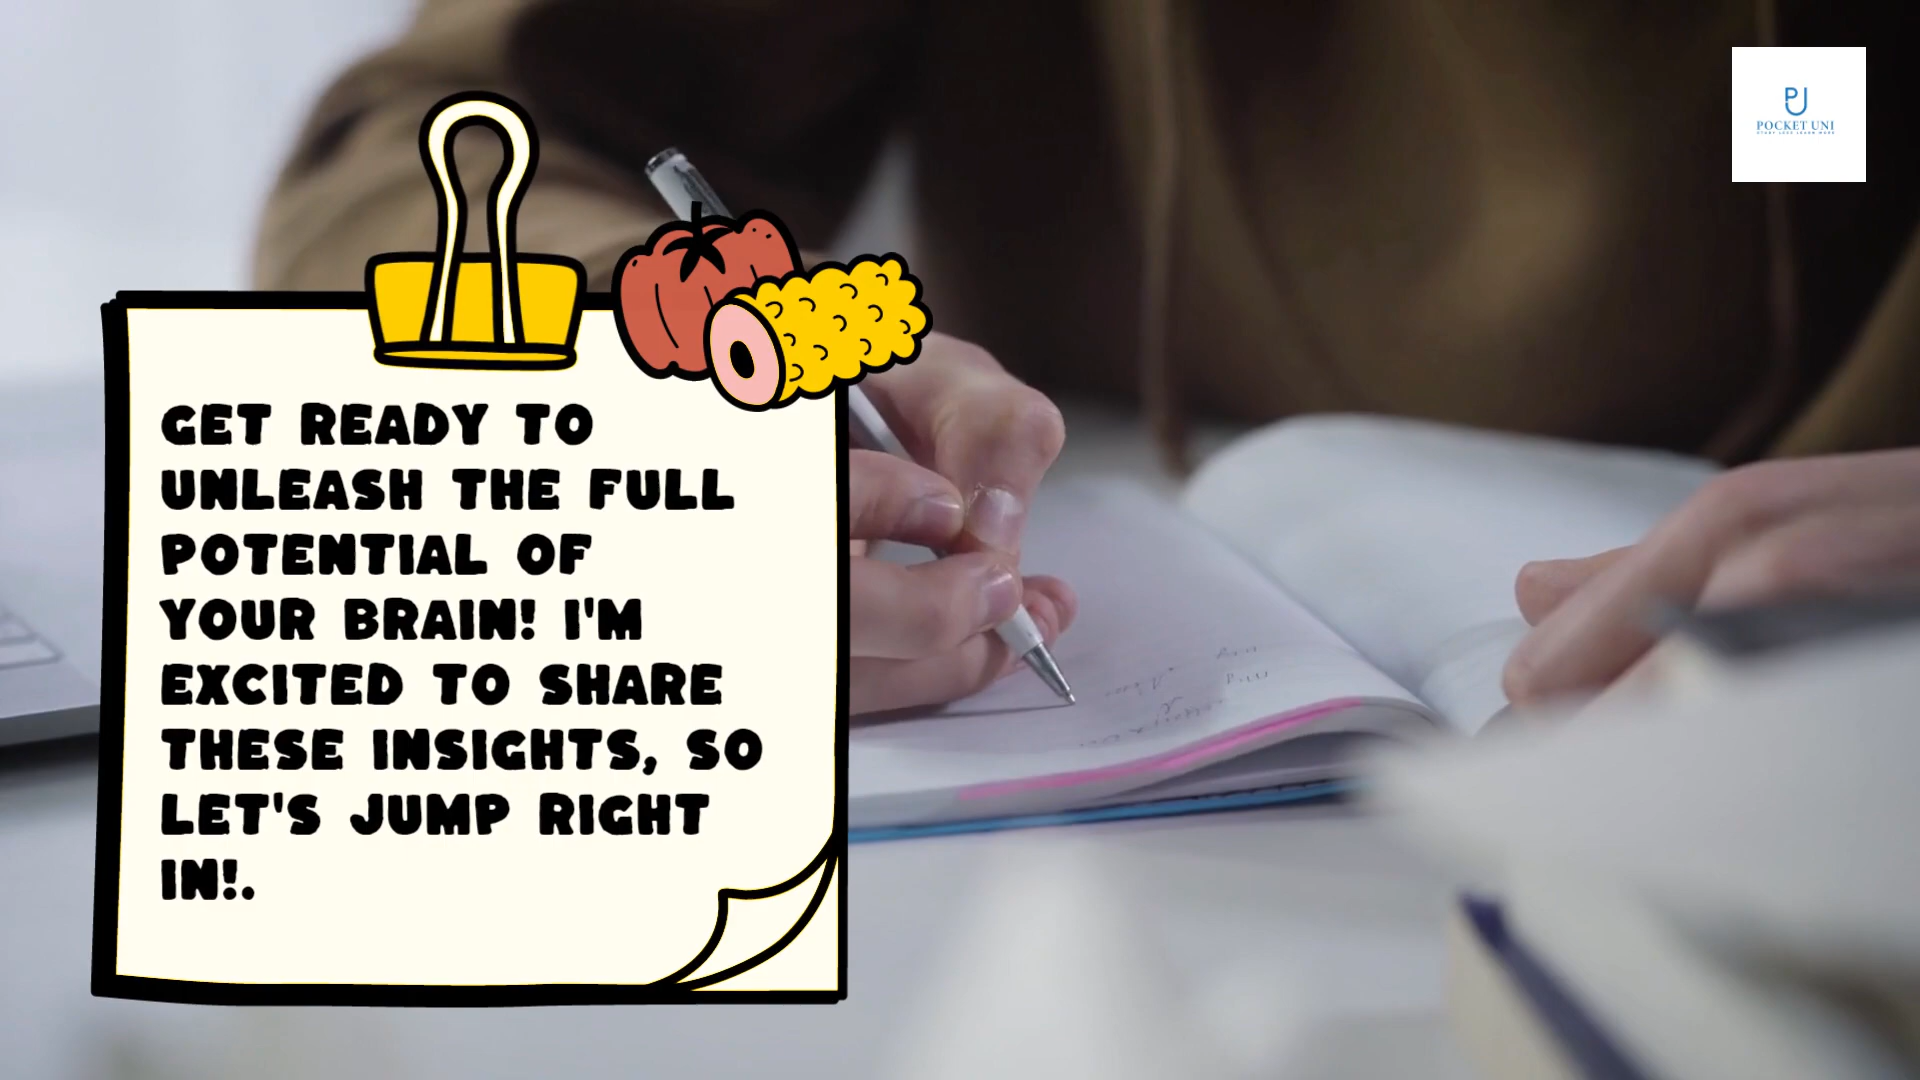 GET READY TO
UNLEASH THE FULL
POTENTIAL OF
YOUR BRAIN! I'M
EXCITED TO SHARE
THESE INSIGHTS, SO
LET'S JUMP RIGHT
IN!.
PU
POCKET UNI